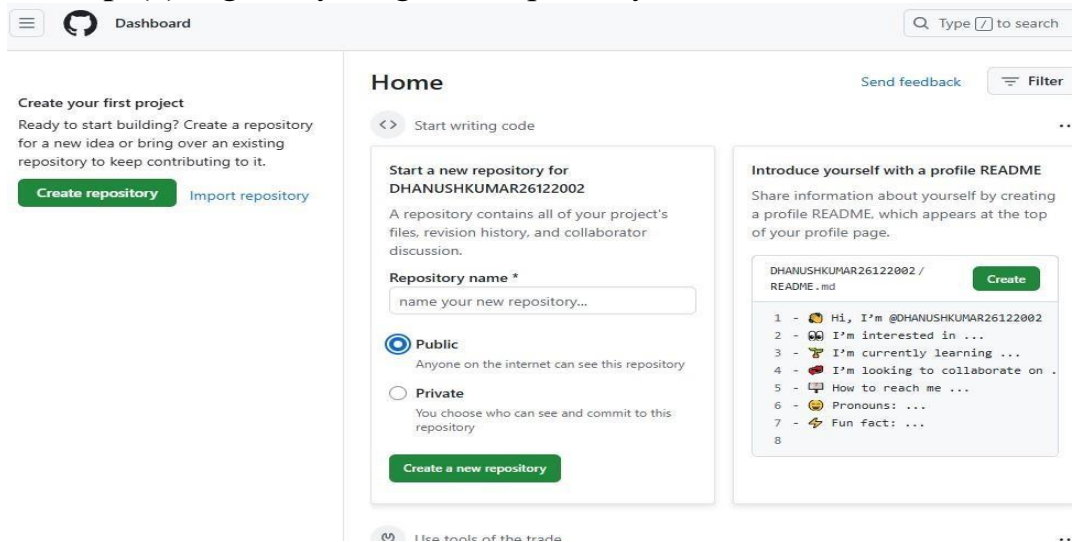 Dashboard
Type / to search
Create your first project
Ready to start building? Create a repository
for a new idea or bring over an existing
repository to keep contributing to it.
Create repository
Import repository
Home
Send feedback
Filter
Start writing code
Start a new repository for
DHANUSHKUMAR26122002
A repository contains all of your project's
files, revision history, and collaborator
discussion.
Repository name *
name your new repository...
Public
Anyone on the internet can see this repository
Private
You choose who can see and commit to this
repository
Create a new repository
Introduce yourself with a profile README
Share information about yourself by creating
a profile README, which appears at the top
of your profile page.
DHANUSHKUMAR26122002 /
README.md
Create
1 - 👋 Hi, I'm @DHANUSHKUMAR26122002
2 - 👀 I'm interested in ...
3 - 🌱 I'm currently learning ...
4 - 💞️ I'm looking to collaborate on .
5 - 📫 How to reach me ...
6 - 😄 Pronouns: ...
7 - ⚡ Fun fact: ...
8
Use tools of the trade